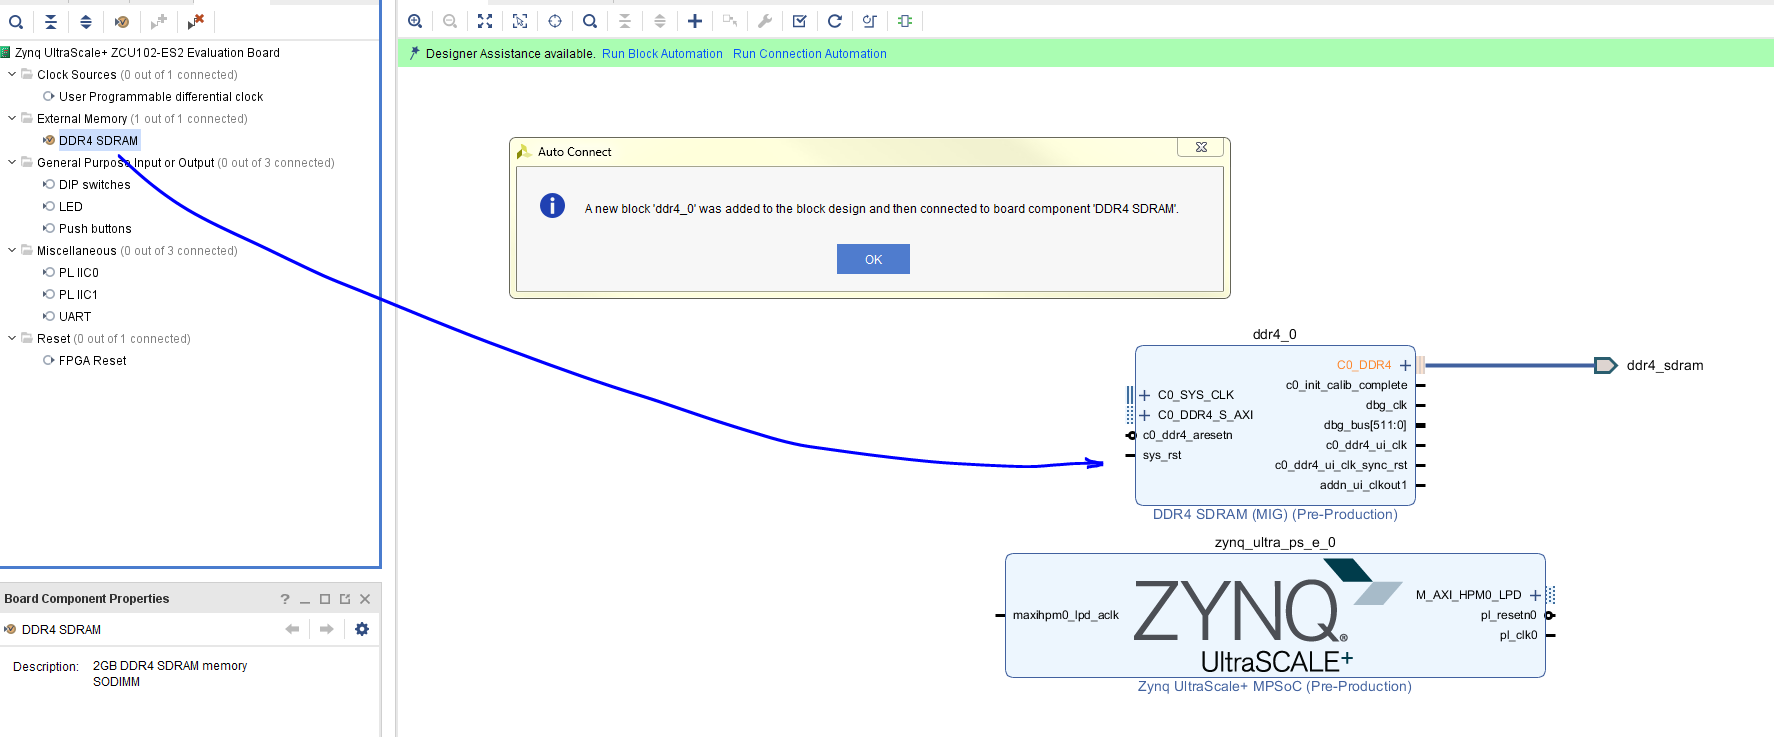 Zynq UltraScale+ ZCU102-ES2 Evaluation Board
Clock Sources (0 out of 1 connected)
User Programmable differential clock
External Memory (1 out of 1 connected)
DDR4 SDRAM
General Purpose Input or Output (0 out of 3 connected)
DIP switches
LED
Push buttons
Miscellaneous (0 out of 3 connected)
PL IIC0
PL IIC1
UART
Reset (0 out of 1 connected)
FPGA Reset
Board Component Properties
DDR4 SDRAM
Description: 2GB DDR4 SDRAM memory
SODIMM
Designer Assistance available. Run Block Automation Run Connection Automation
Auto Connect
A new block 'ddr4_0' was added to the block design and then connected to board component 'DDR4 SDRAM'.
OK
ddr4_0
C0_DDR4
ddr4_sdram
c0_init_calib_complete
C0_SYS_CLK
dbg_clk
C0_DDR4_S_AXI
dbg_bus[511:0]
c0_ddr4_aresetn
c0_ddr4_ui_clk
sys_rst
c0_ddr4_ui_clk_sync_rst
addn_ui_clkout1
DDR4 SDRAM (MIG) (Pre-Production)
zynq_ultra_ps_e_0
M_AXI_HPM0_LPD
maxihpm0_lpd_aclk
ZYNQ®
pl_resetn0
pl_clk0
UltraSCALE+
Zynq UltraScale+ MPSoC (Pre-Production)